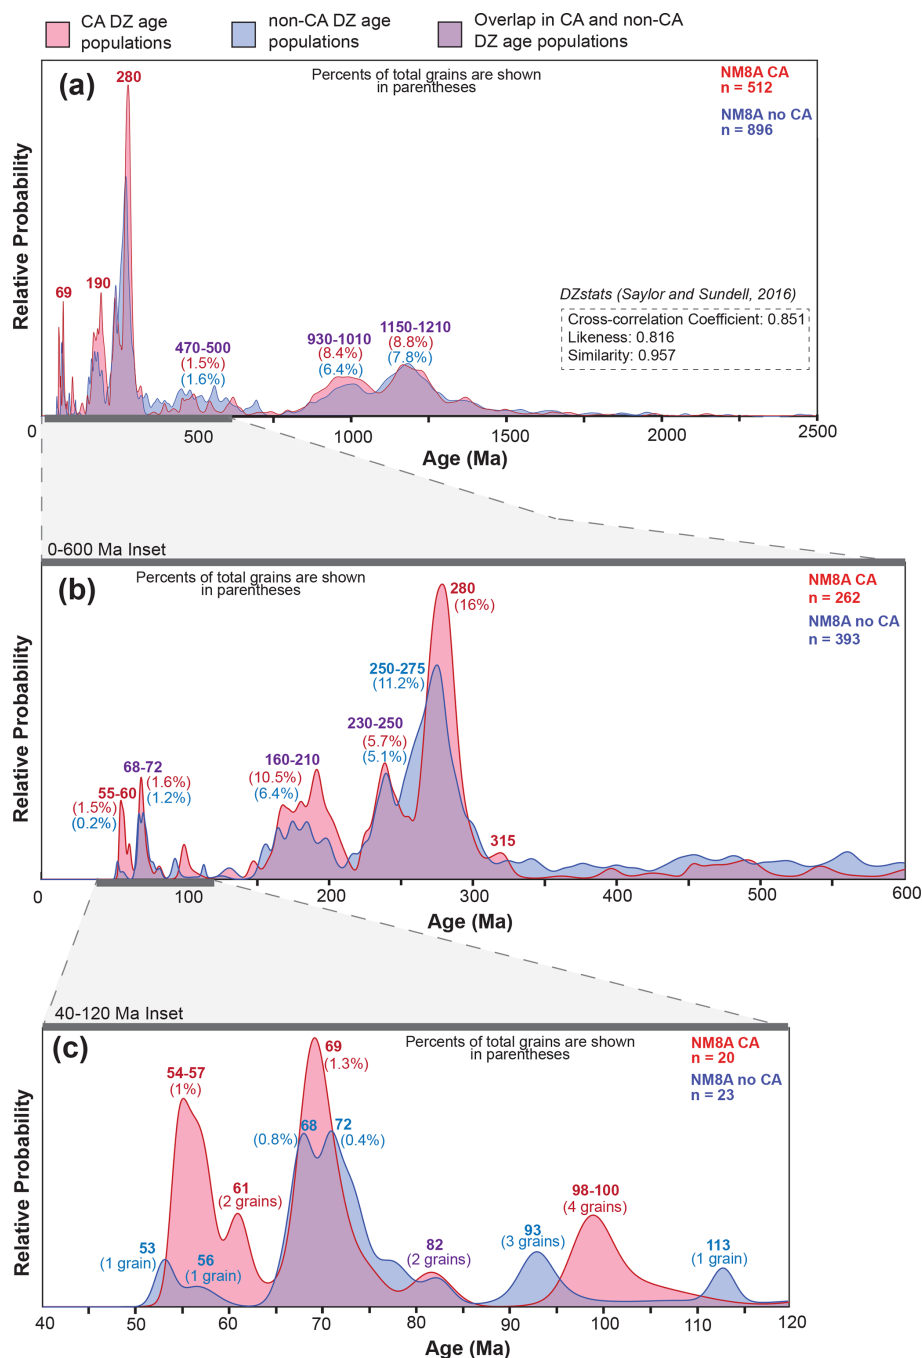 CA DZ age
populations
non-CA DZ age
populations
Overlap in CA and non-CA
DZ age populations
(a)
280
Percents of total grains are shown
in parentheses
NM8A CA
n = 512
NM8A no CA
n = 896
Relative Probability
69
190
470-500
(1.5%)
(1.6%)
930-1010
(8.4%)
(6.4%)
1150-1210
(8.8%)
(7.8%)
DZstats (Saylor and Sundell, 2016)
Cross-correlation Coefficient: 0.851
Likeness: 0.816
Similarity: 0.957
0
500
1000
1500
2000
2500
Age (Ma)
0-600 Ma Inset
(b)
Percents of total grains are shown
in parentheses
280
(16%)
NM8A CA
n = 262
NM8A no CA
n = 393
Relative Probability
250-275
(11.2%)
230-250
(5.7%)
(5.1%)
160-210
(10.5%)
(6.4%)
68-72
(1.6%)
(1.2%)
55-60
(1.5%)
(0.2%)
315
0
100
200
300
400
500
600
Age (Ma)
40-120 Ma Inset
(c)
Percents of total grains are shown
in parentheses
NM8A CA
n = 20
NM8A no CA
n = 23
Relative Probability
69
(1.3%)
54-57
(1%)
68
(0.8%)
72
(0.4%)
61
(2 grains)
53
(1 grain)
56
(1 grain)
82
(2 grains)
93
(3 grains)
98-100
(4 grains)
113
(1 grain)
40
50
60
70
80
90
100
110
120
Age (Ma)